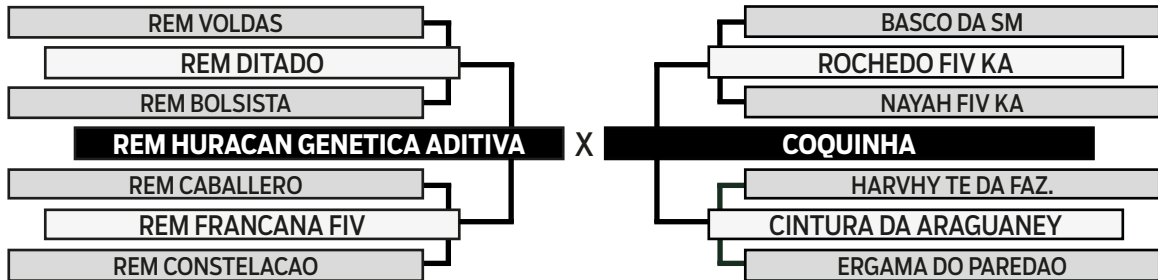 REM VOLDAS
REM DITADO
REM BOLSISTA
REM HURACAN GENETICA ADITIVA
REM CABALLERO
REM FRANCANA FIV
REM CONSTELACAO
X
BASCO DA SM
ROCHEDO FIV KA
NAYAH FIV KA
COQUINHA
HARVHY TE DA FAZ.
CINTURA DA ARAGUANEY
ERGAMA DO PAREDAO